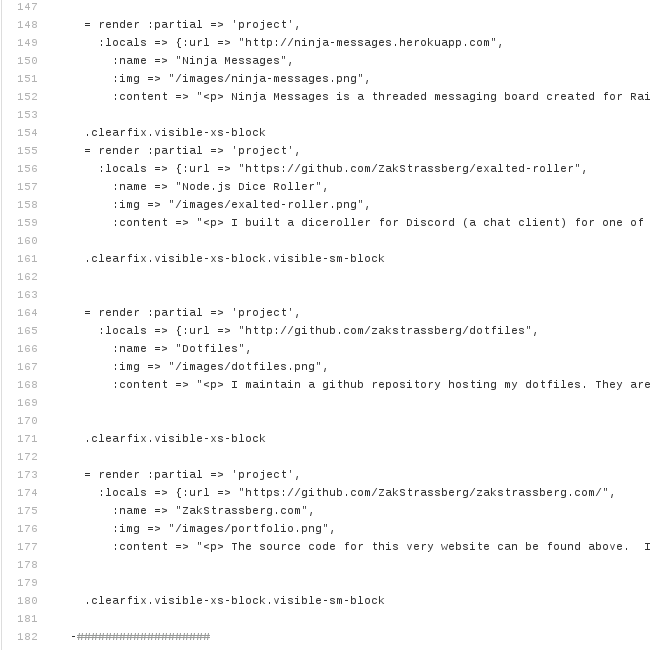 147
148 = render :partial => 'project',
149 :locals => {:url => "http://ninja-messages.herokuapp.com",
150 :name => "Ninja Messages",
151 :img => "/images/ninja-messages.png",
152 :content => "<p> Ninja Messages is a threaded messaging board created for Rai
153
154 .clearfix.visible-xs-block
155 = render :partial => 'project',
156 :locals => {:url => "https://github.com/ZakStrassberg/exalted-roller",
157 :name => "Node.js Dice Roller",
158 :img => "/images/exalted-roller.png",
159 :content => "<p> I built a diceroller for Discord (a chat client) for one of
160
161 .clearfix.visible-xs-block.visible-sm-block
162
163
164 = render :partial => 'project',
165 :locals => {:url => "http://github.com/zakstrassberg/dotfiles",
166 :name => "Dotfiles",
167 :img => "/images/dotfiles.png",
168 :content => "<p> I maintain a github repository hosting my dotfiles. They are
169
170
171 .clearfix.visible-xs-block
172
173 = render :partial => 'project',
174 :locals => {:url => "https://github.com/ZakStrassberg/zakstrassberg.com/",
175 :name => "ZakStrassberg.com",
176 :img => "/images/portfolio.png",
177 :content => "<p> The source code for this very website can be found above.  I
178
179
180 .clearfix.visible-xs-block.visible-sm-block
181
182 -###################